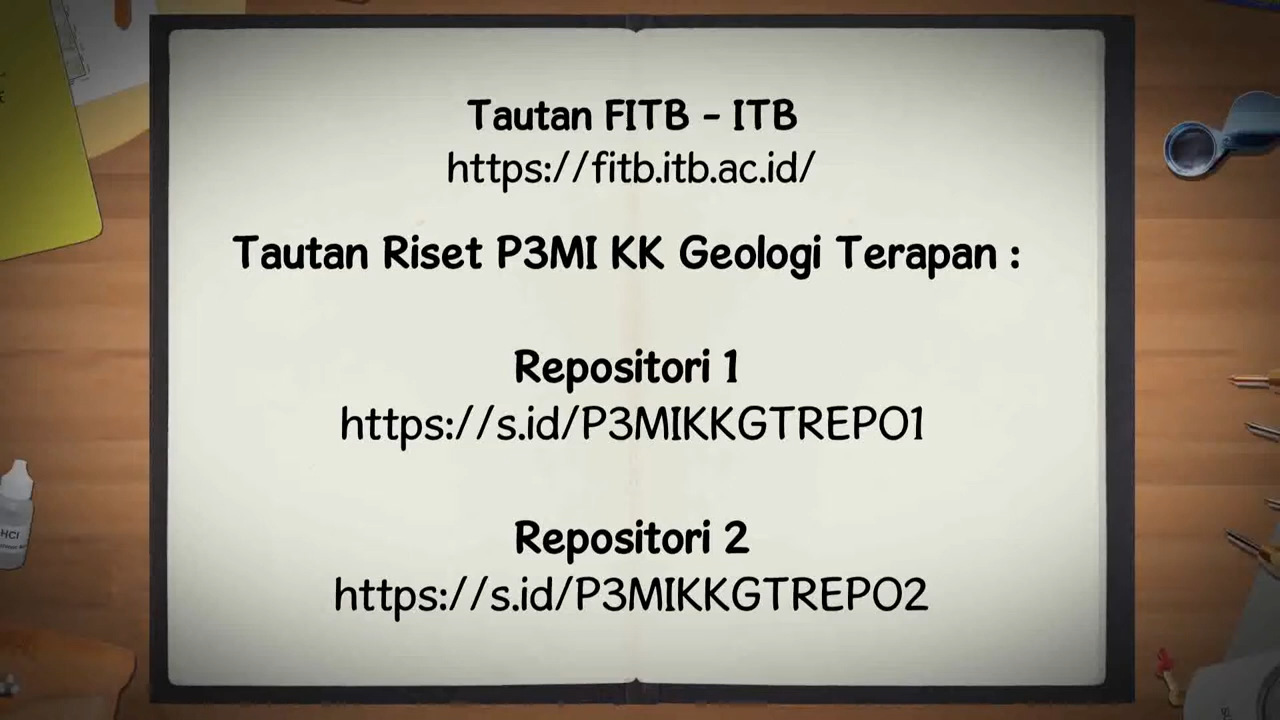 Tautan FITB - ITB
https://fitb.itb.ac.id/
Tautan Riset P3MI KK Geologi Terapan :
Repositori 1
https://s.id/P3MIKKGTREPO1
Repositori 2
https://s.id/P3MIKKGTREPO2
HCl